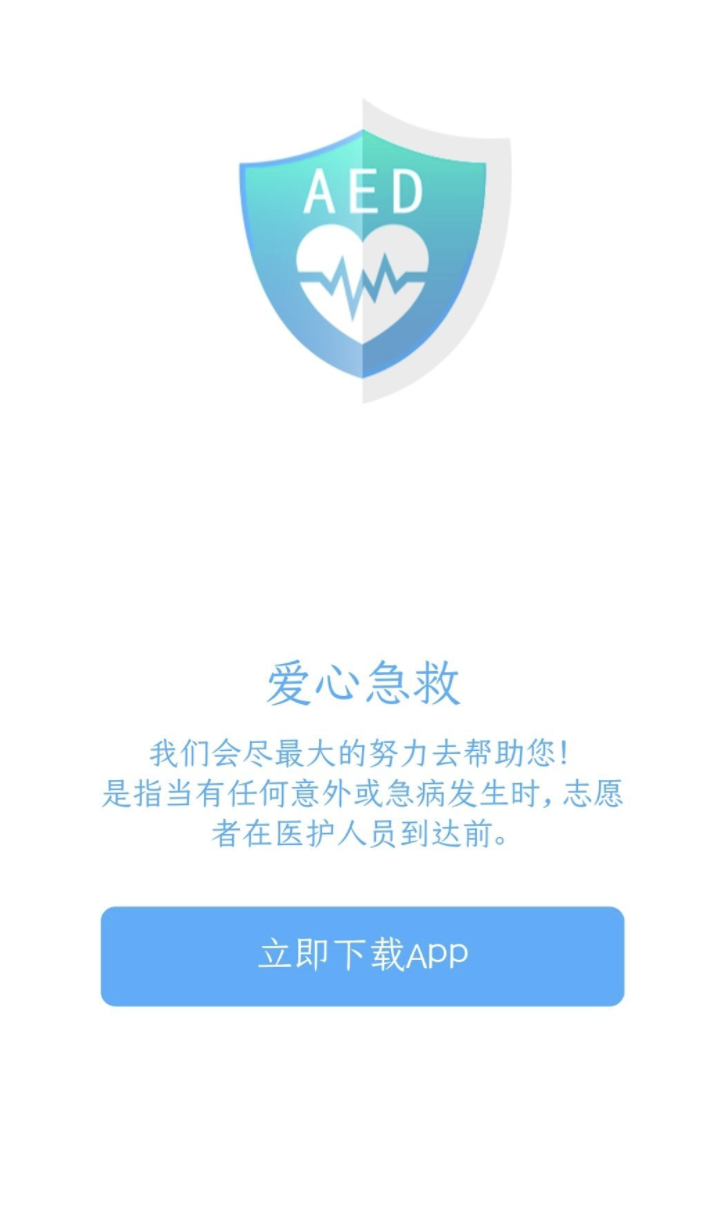 AED
爱心急救
我们会尽最大的努力去帮助您!
是指当有任何意外或急病发生时,志愿
者在医护人员到达前。
立即下载App